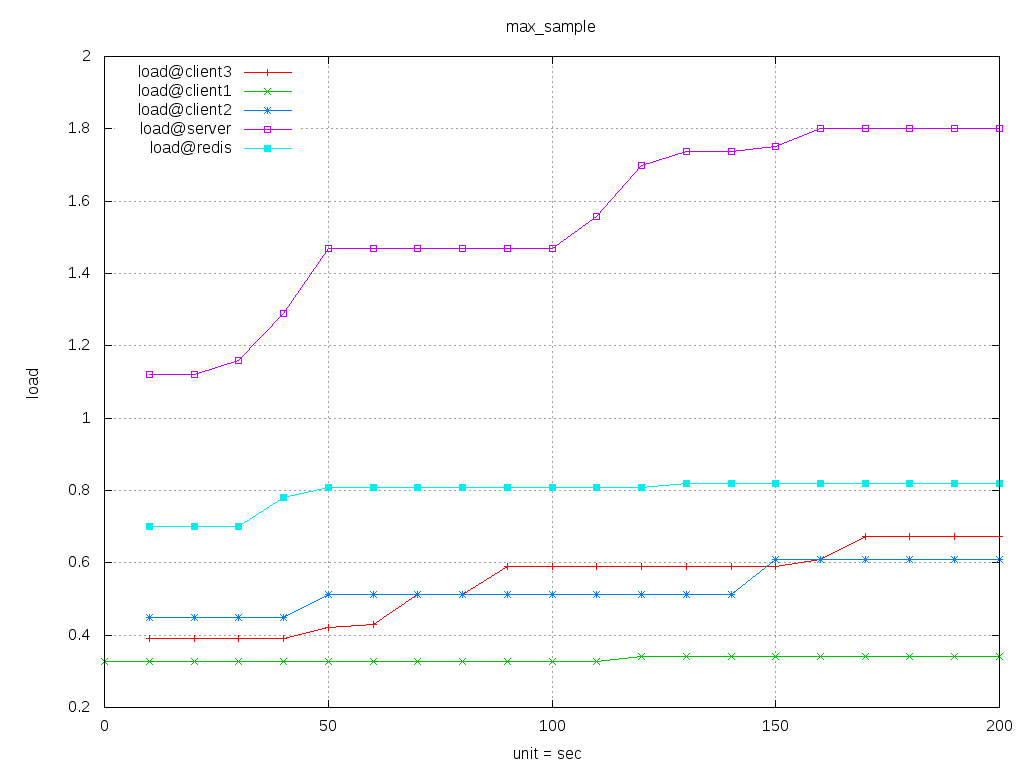 max_sample
2
load@client3
load@client1
load@client2
1.8
load@server
load@redis
1.6
1.4
1.2
load
1
0.8
0.6
0.4
0.2
0 50 100 150 200
unit = sec